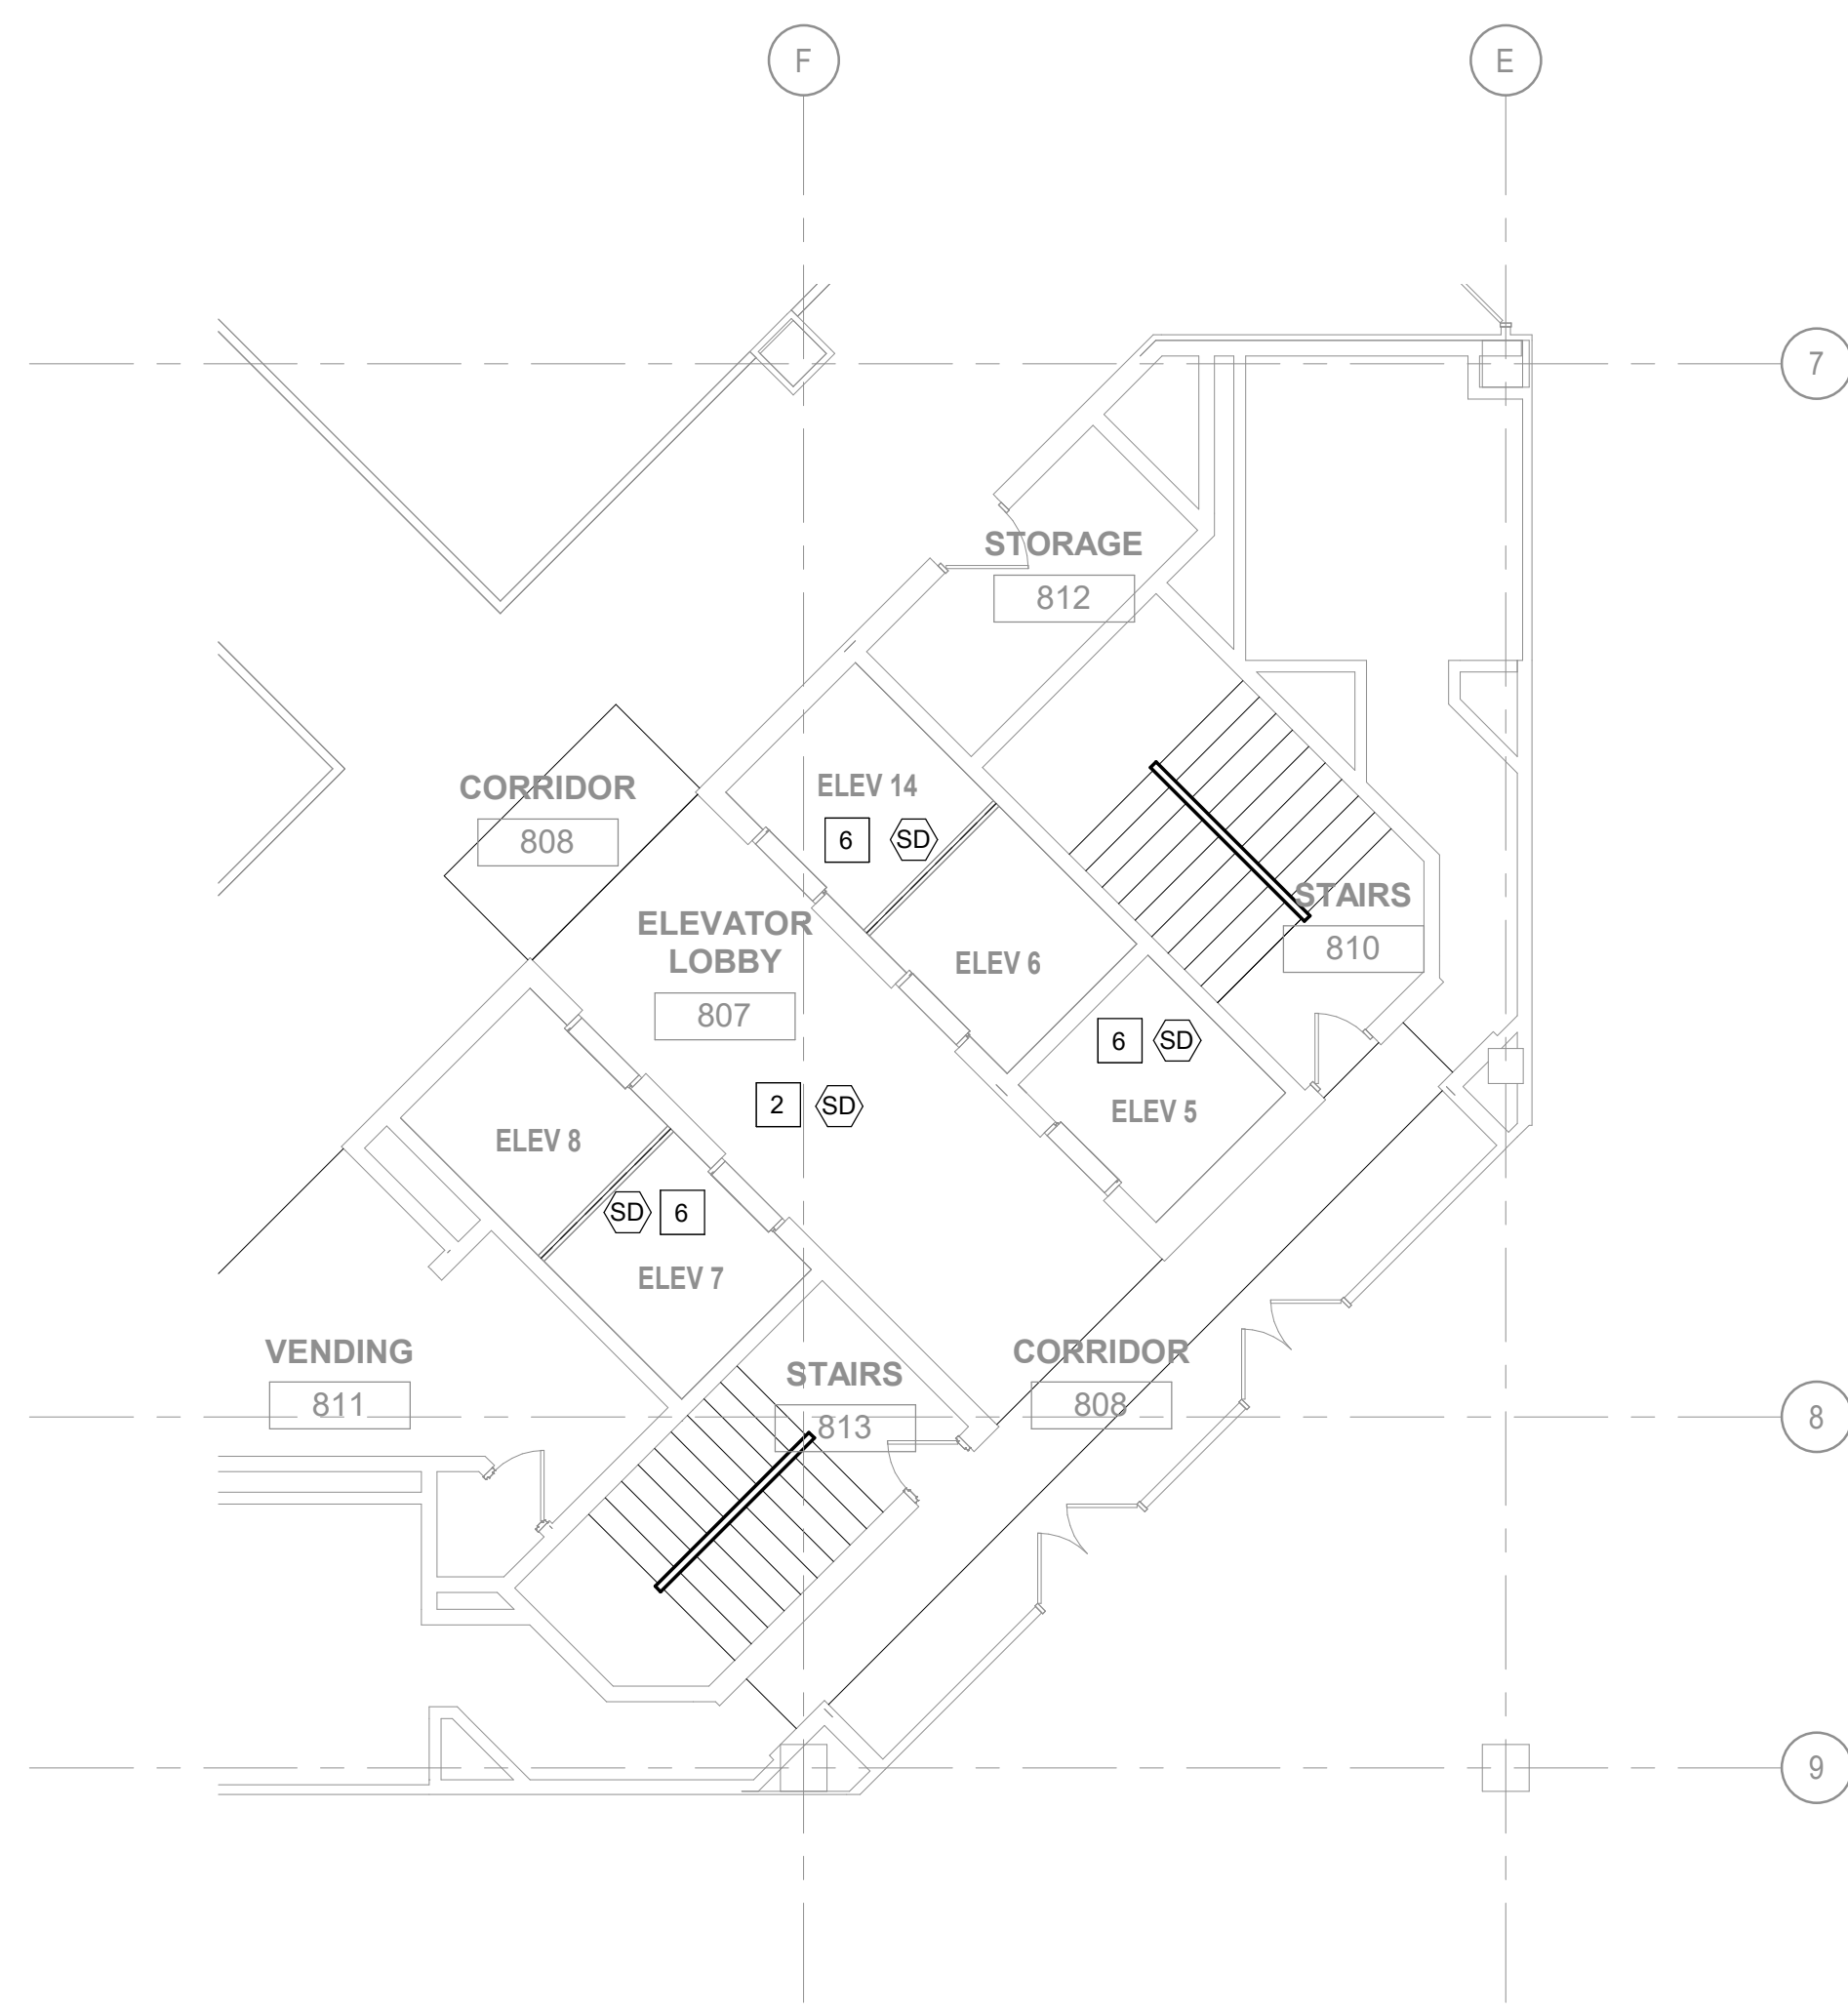 F
E
7
STORAGE
812
CORRIDOR
808
ELEV 14
6 SD
STAIRS
810
ELEVATOR
LOBBY
807
ELEV 6
6 SD
ELEV 5
2 SD
ELEV 8
SD 6
ELEV 7
VENDING
811
STAIRS
813
CORRIDOR
808
8
9